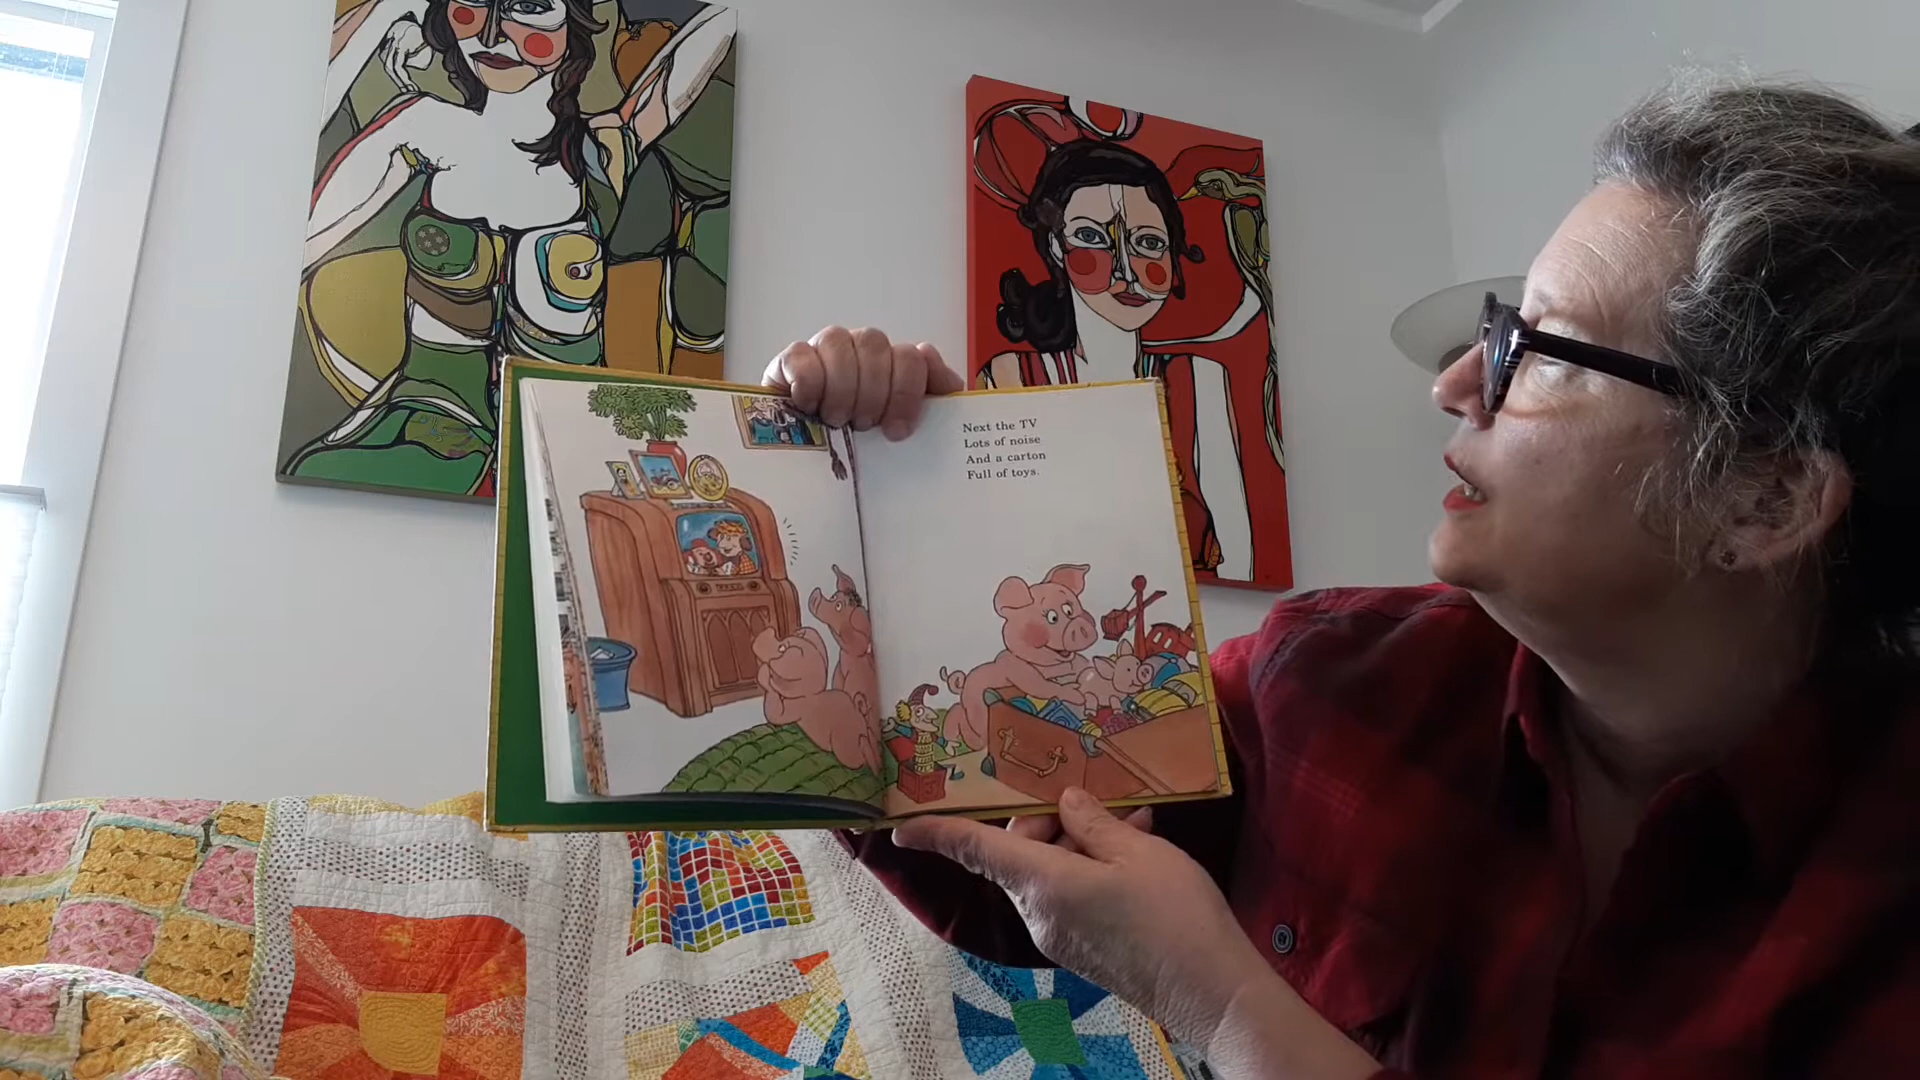 Next the TV
Lots of noise
And a carton
Full of toys.